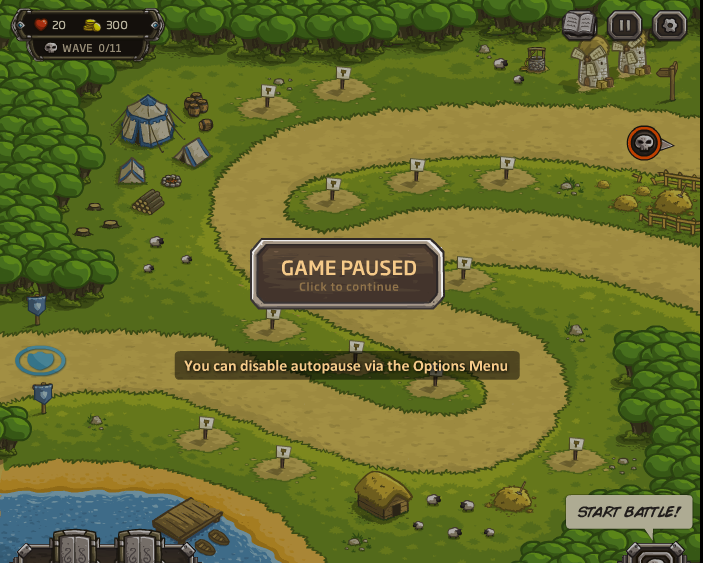 20 300
WAVE 0/11
GAME PAUSED
Click to continue
You can disable autopause via the Options Menu
START BATTLE!